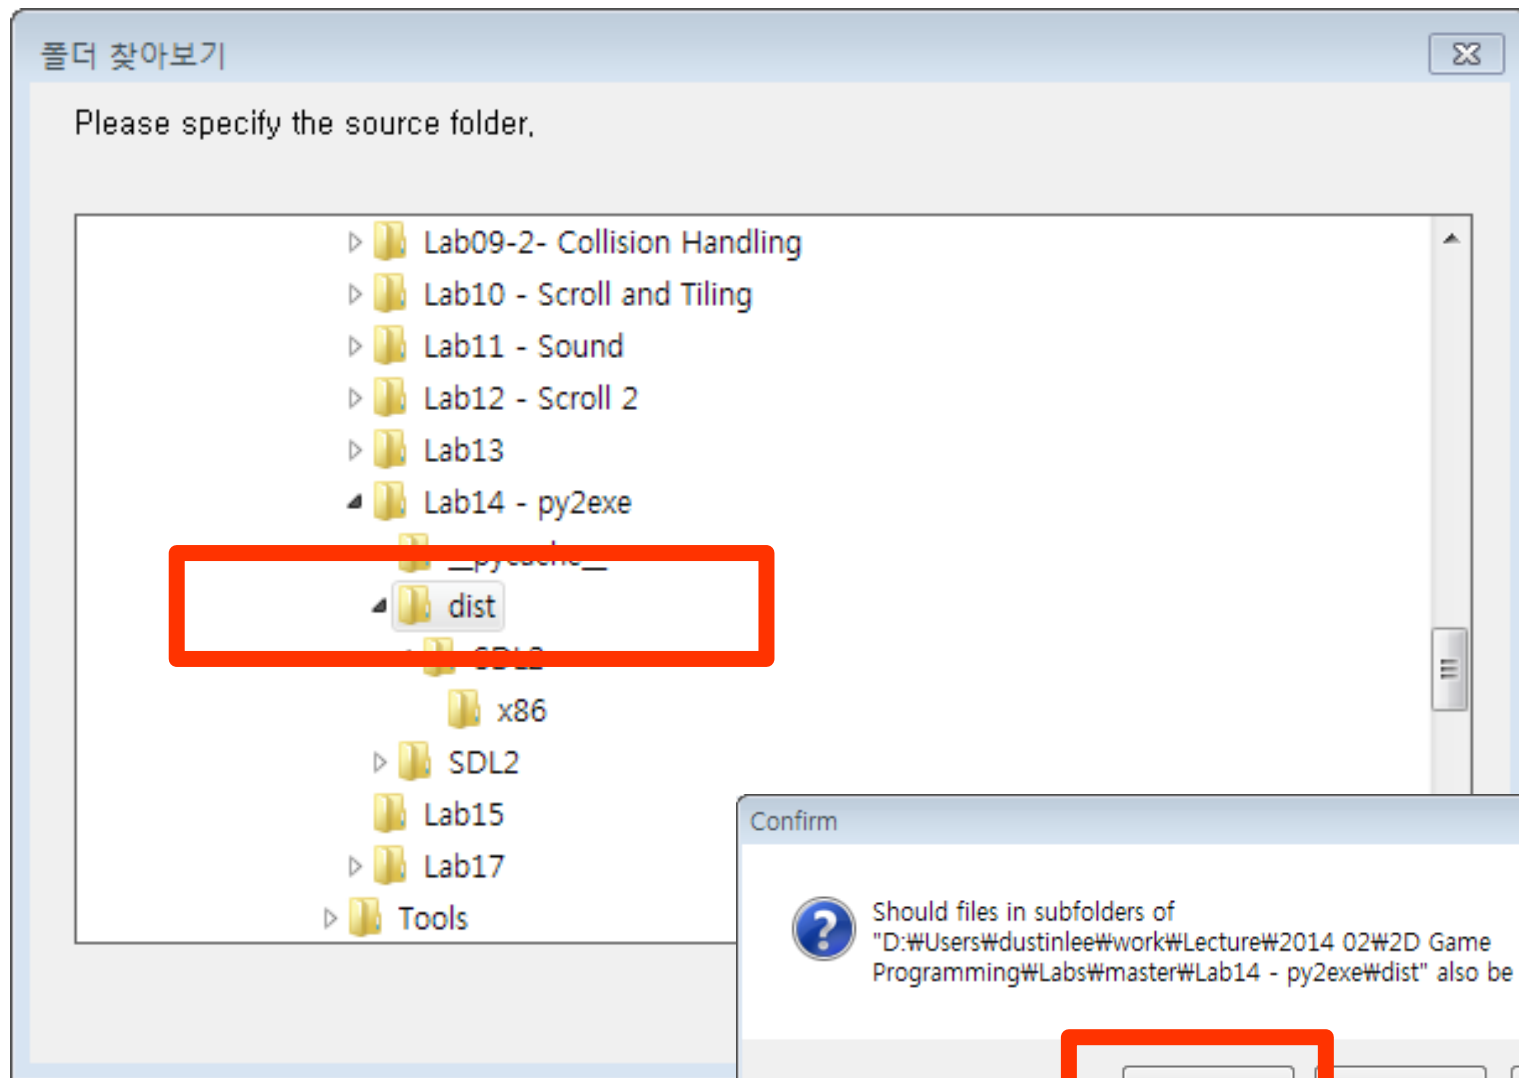 폴더 찾아보기
Please specify the source folder,
Lab09-2- Collision Handling
Lab10 - Scroll and Tiling
Lab11 - Sound
Lab12 - Scroll 2
Lab13
Lab14 - py2exe
__pycache__
dist
SDL2
x86
SDL2
Lab15
Lab17
Tools
Confirm
Should files in subfolders of
"D:₩Users₩dustinlee₩work₩Lecture₩2014 02₩2D Game
Programming₩Labs₩master₩Lab14 - py2exe₩dist" also be